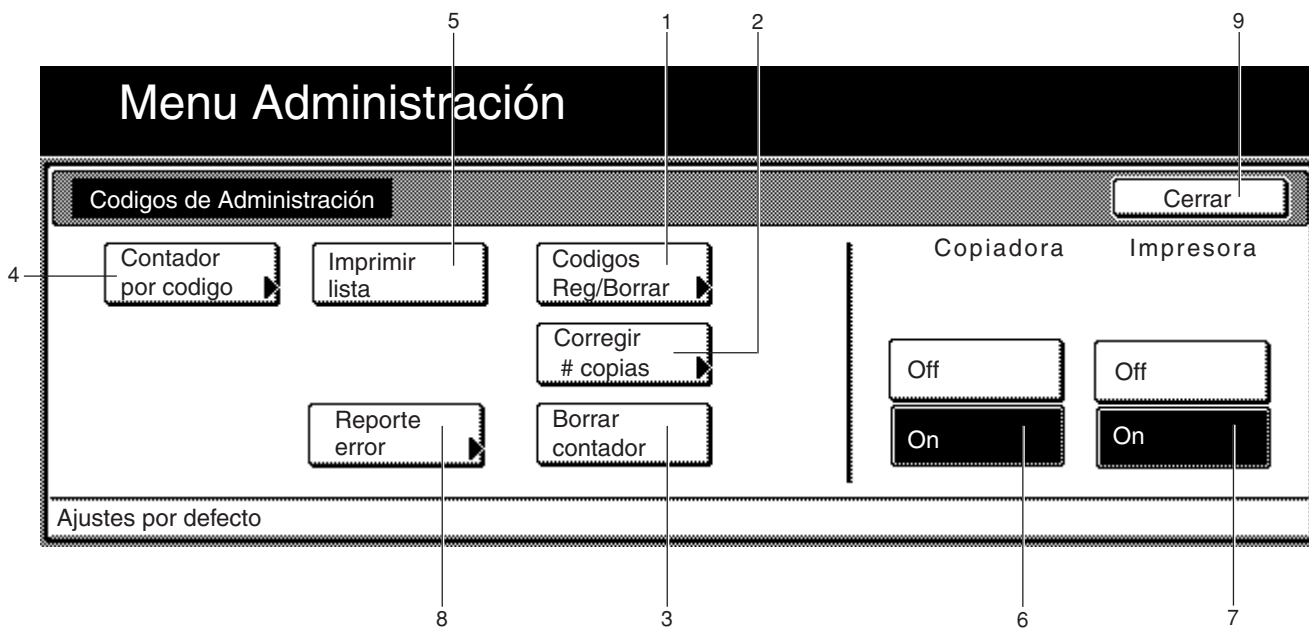 5 1 2 9
Menu Administración
Codigos de Administración
Cerrar
Copiadora Impresora
4
Contador
por codigo
Imprimir
lista
Codigos
Reg/Borrar
Corregir
# copias
Off
Off
Reporte
error
Borrar
contador
On
On
Ajustes por defecto
8 3 6 7